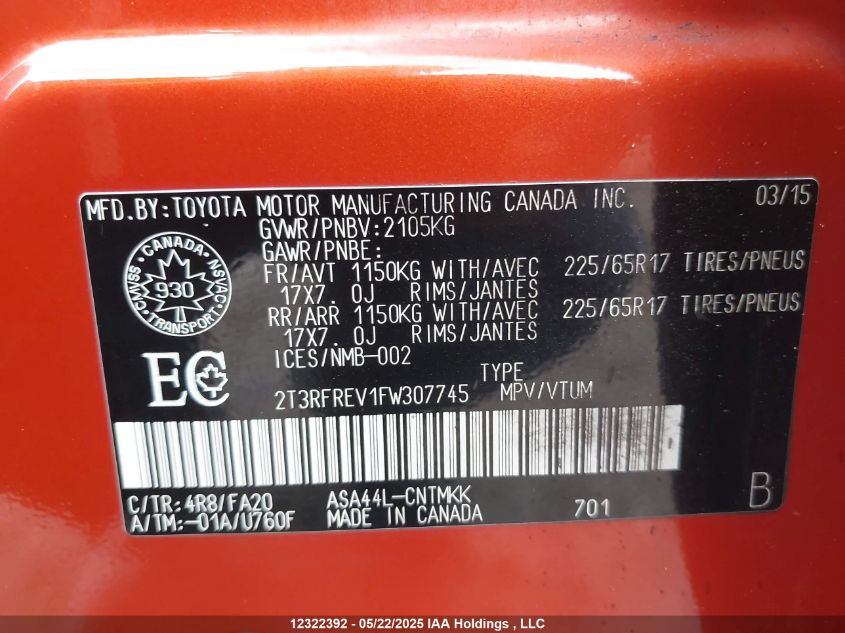 MFD.BY:TOYOTA MOTOR MANUFACTURING CANADA INC. 03/15
GVWR/PNBV:2105KG
GAWR/PNBE:
FR/AVT 1150KG WITH/AVEC 225/65R17 TIRES/PNEUS
17X7.0J RIMS/JANTES
RR/ARR 1150KG WITH/AVEC 225/65R17 TIRES/PNEUS
17X7.0J RIMS/JANTES
ICES/NMB-002
CANADA
CMVSS 930 NSVAC
TRANSPORT
EC
TYPE
2T3RFREV1FW307745 MPV/VTUM
C/TR:4R8/FA20 ASA44L-CNTMKK
A/TM:-01A/U760F MADE IN CANADA 701 B
12322392 - 05/22/2025 IAA Holdings , LLC